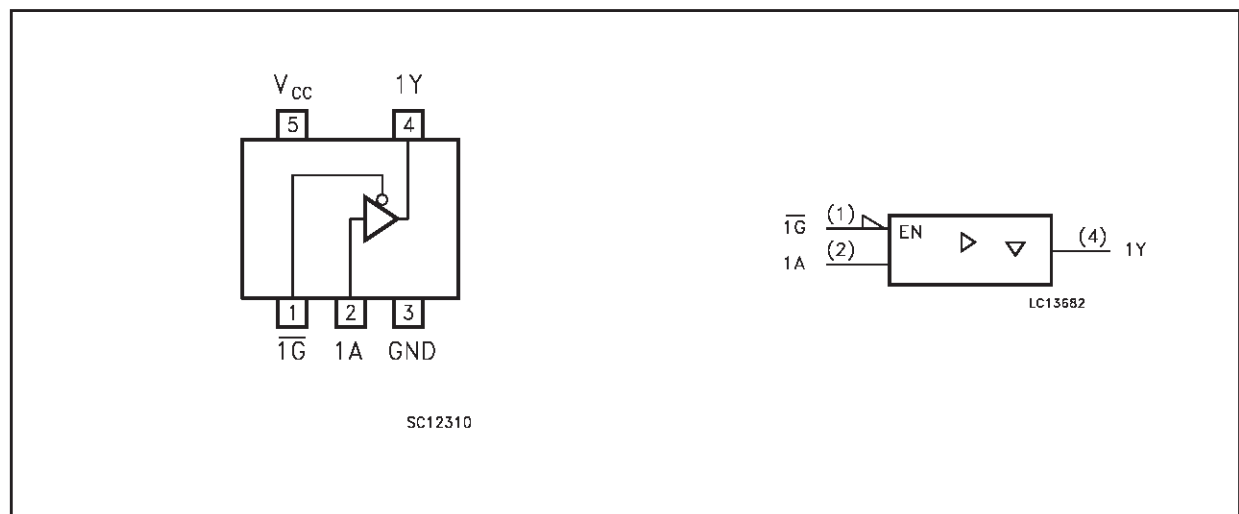 VCC 1Y
5 4
1 2 3
1G 1A GND
SC12310
1G (1) EN
1A (2)
(4) 1Y
LC13682